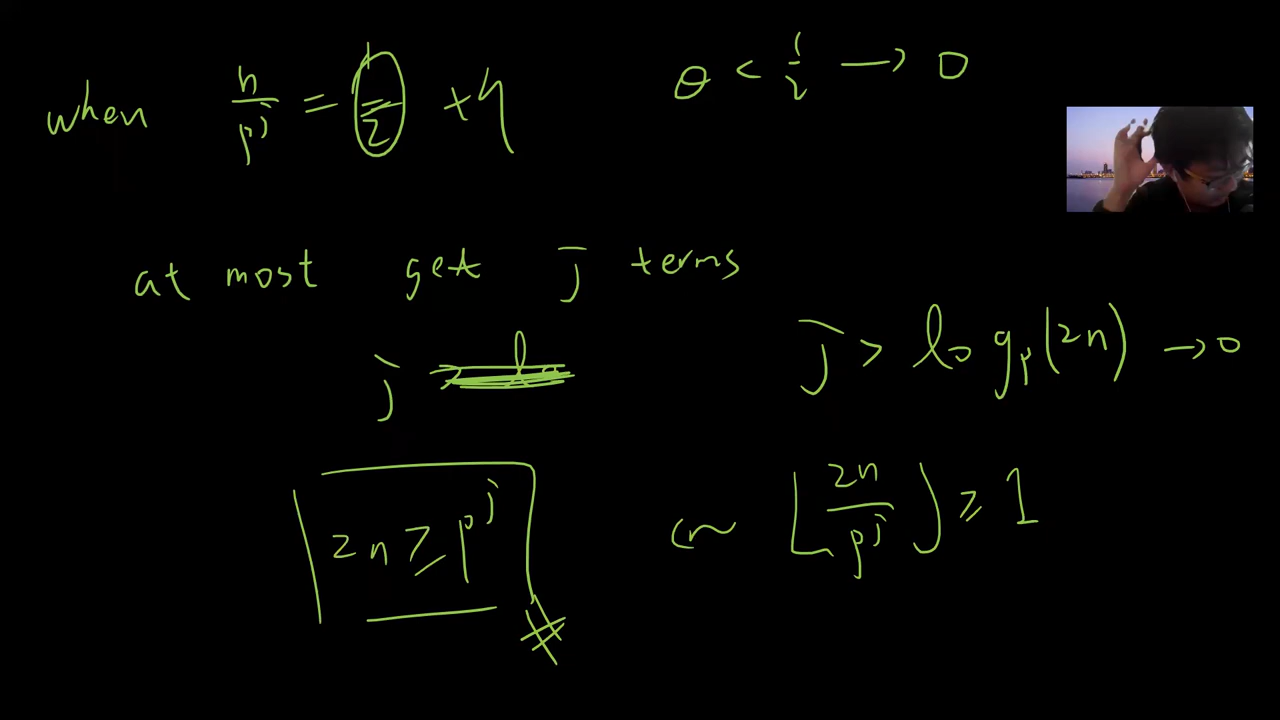 when n/p^j = 1/2 + η θ < 1/2 → 0
at most get j terms
j j > log_p(2n) → 0
2n ≥ p^j ⌊2n/p^j⌋ ≥ 1